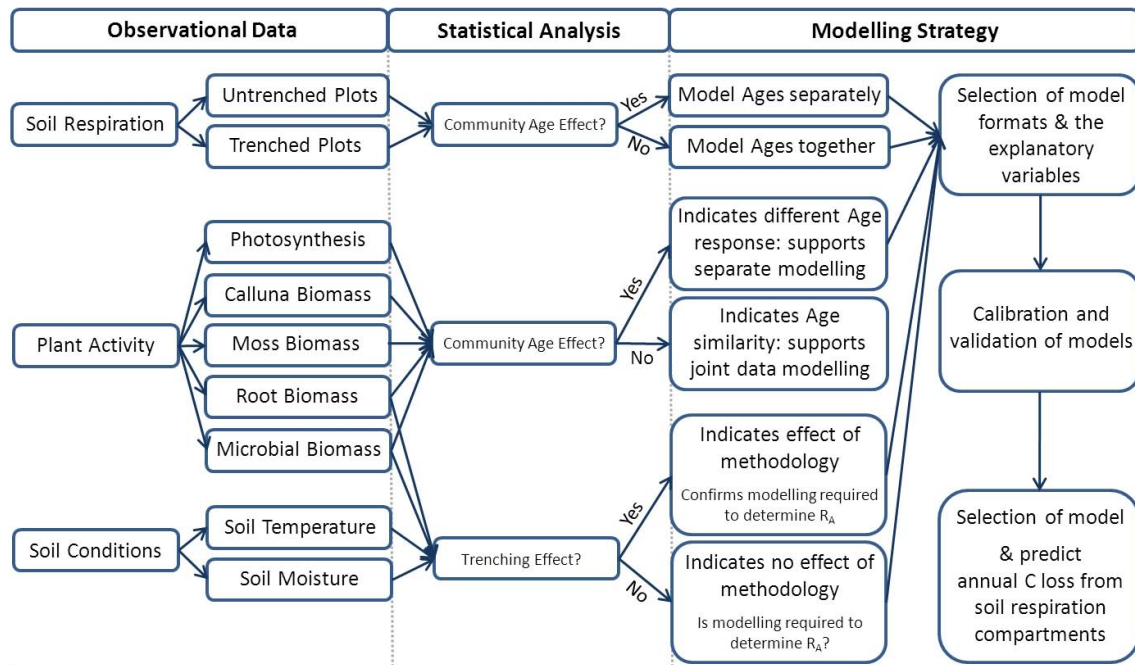 Observational Data
Statistical Analysis
Modelling Strategy
Soil Respiration
Untrenched Plots
Trenched Plots
Community Age Effect?
Yes
No
Model Ages separately
Model Ages together
Selection of model
formats & the
explanatory
variables
Plant Activity
Photosynthesis
Calluna Biomass
Moss Biomass
Root Biomass
Microbial Biomass
Community Age Effect?
Yes
No
Indicates different Age
response: supports
separate modelling
Indicates Age
similarity: supports
joint data modelling
Calibration and
validation of models
Soil Conditions
Soil Temperature
Soil Moisture
Trenching Effect?
Yes
No
Indicates effect of
methodology
Confirms modelling required
to determine RA
Indicates no effect of
methodology
Is modelling required to
determine RA?
Selection of model
& predict
annual C loss from
soil respiration
compartments